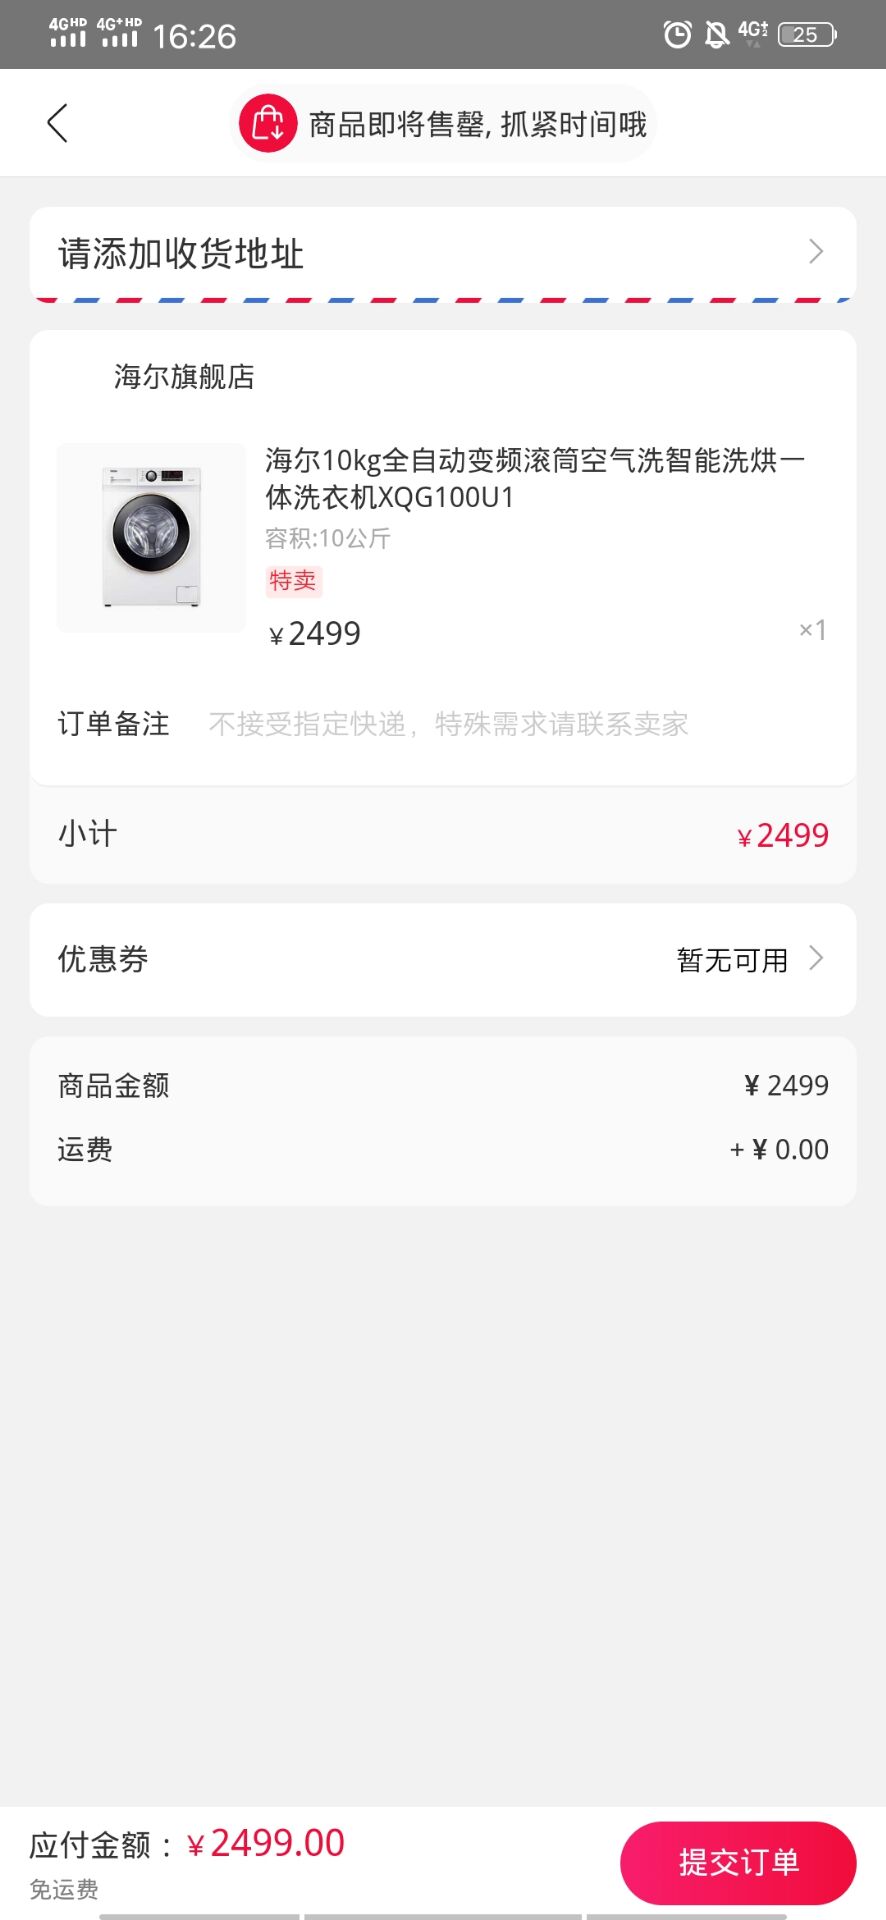 4G HD 4G+ HD 16:26 4G+ 25
商品即将售罄, 抓紧时间哦
请添加收货地址
海尔旗舰店
海尔10kg全自动变频滚筒空气洗智能洗烘一
体洗衣机XQG100U1
容积:10公斤
特卖
¥2499 ×1
订单备注 不接受指定快递，特殊需求请联系卖家
小计 ¥2499
优惠券 暂无可用
商品金额 ¥ 2499
运费 + ¥ 0.00
应付金额：¥2499.00
免运费
提交订单